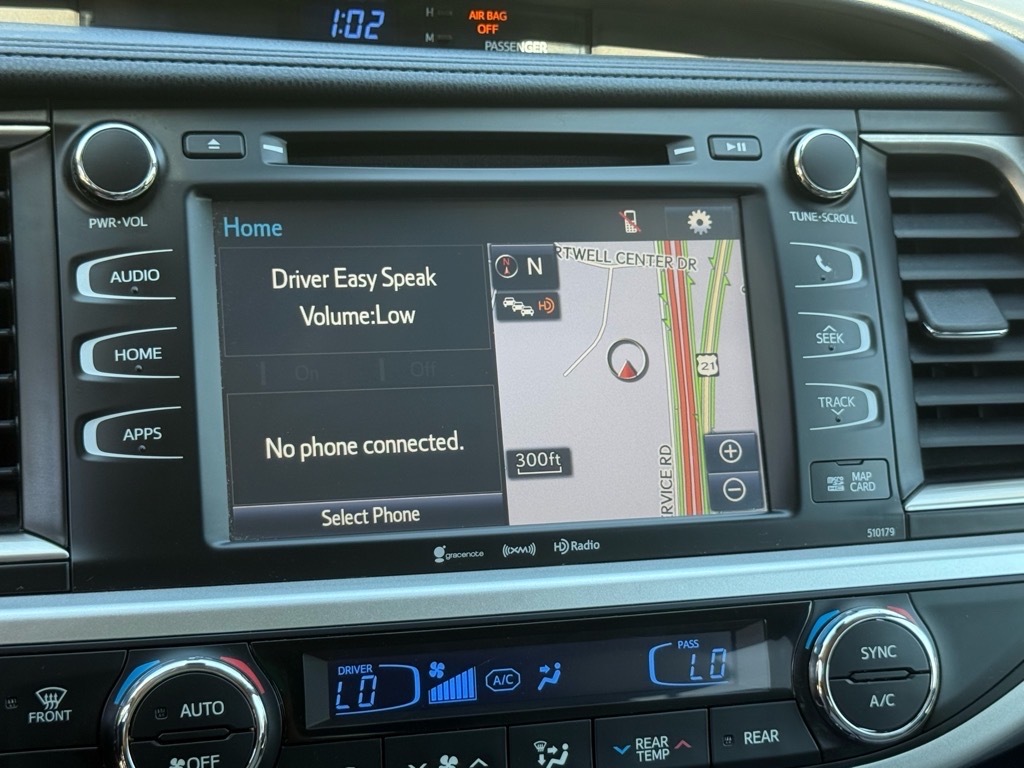 1:02
H
M
AIR BAG
OFF
PASSENGER
PWR•VOL
TUNE•SCROLL
AUDIO
HOME
APPS
Home
Driver Easy Speak
Volume:Low
On Off
No phone connected.
Select Phone
N
N
HD
RTWELL CENTER DR
21
300ft
RVICE RD
SEEK
TRACK
MAP
CARD
510179
gracenote
((XM))
HD Radio
FRONT
AUTO
OFF
DRIVER
LO
A/C
PASS
LO
SYNC
A/C
REAR
TEMP
REAR